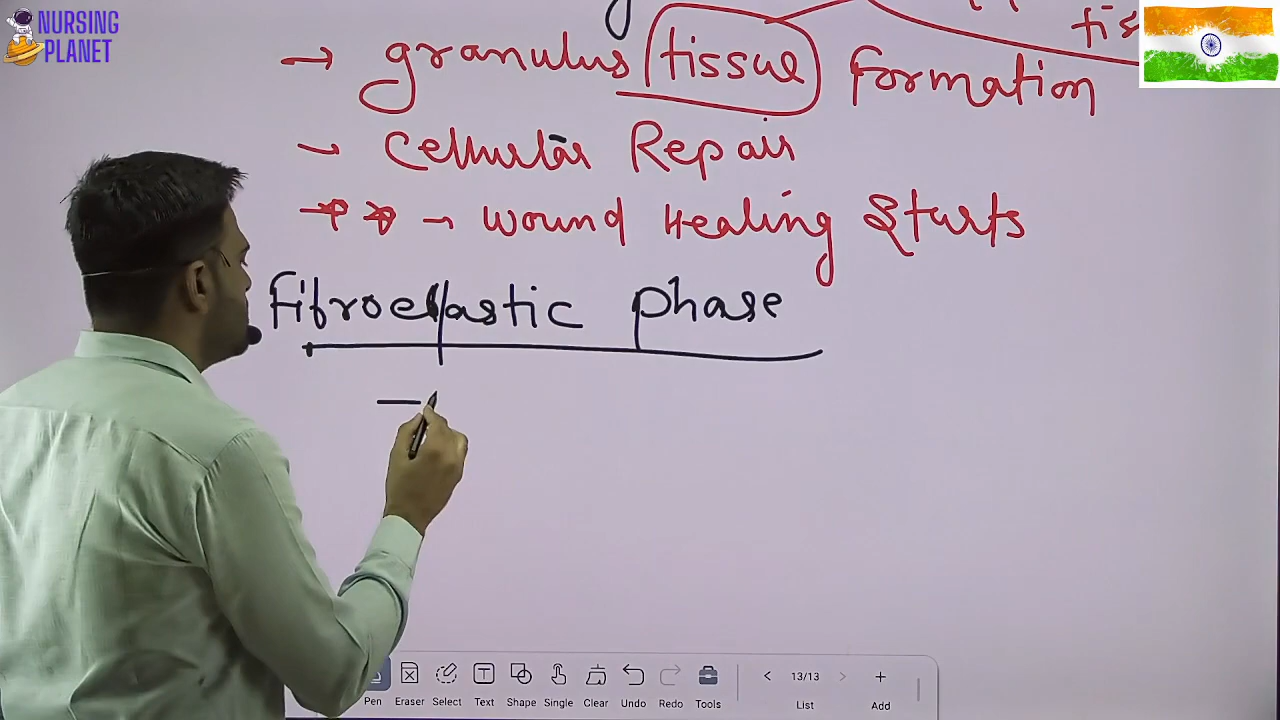 NURSING
PLANET
tis
→ granulus tissue formation
→ Cellular Repair
→ wound Healing Starts
Fibroelastic phase
Pen Eraser Select Text Shape Single Clear Undo Redo Tools < 13/13 > List + Add